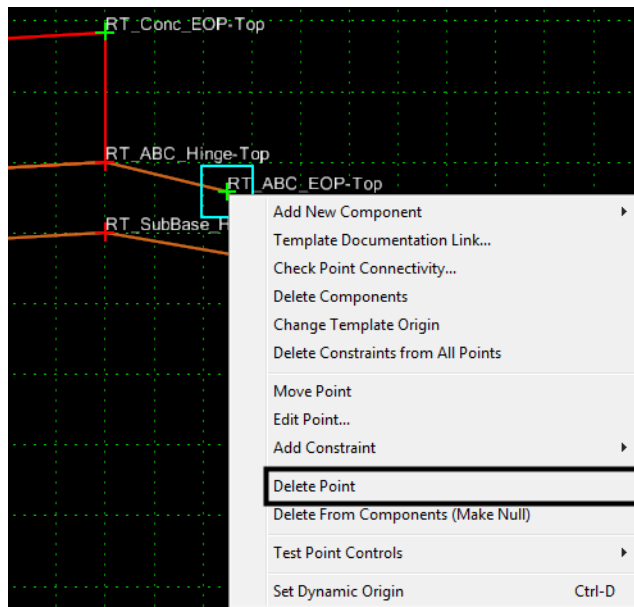 RT_Conc_EOP-Top
RT_ABC_Hinge-Top
RT_ABC_EOP-Top
RT_SubBase_H
Add New Component
Template Documentation Link...
Check Point Connectivity...
Delete Components
Change Template Origin
Delete Constraints from All Points
Move Point
Edit Point...
Add Constraint
Delete Point
Delete From Components (Make Null)
Test Point Controls
Set Dynamic Origin Ctrl-D